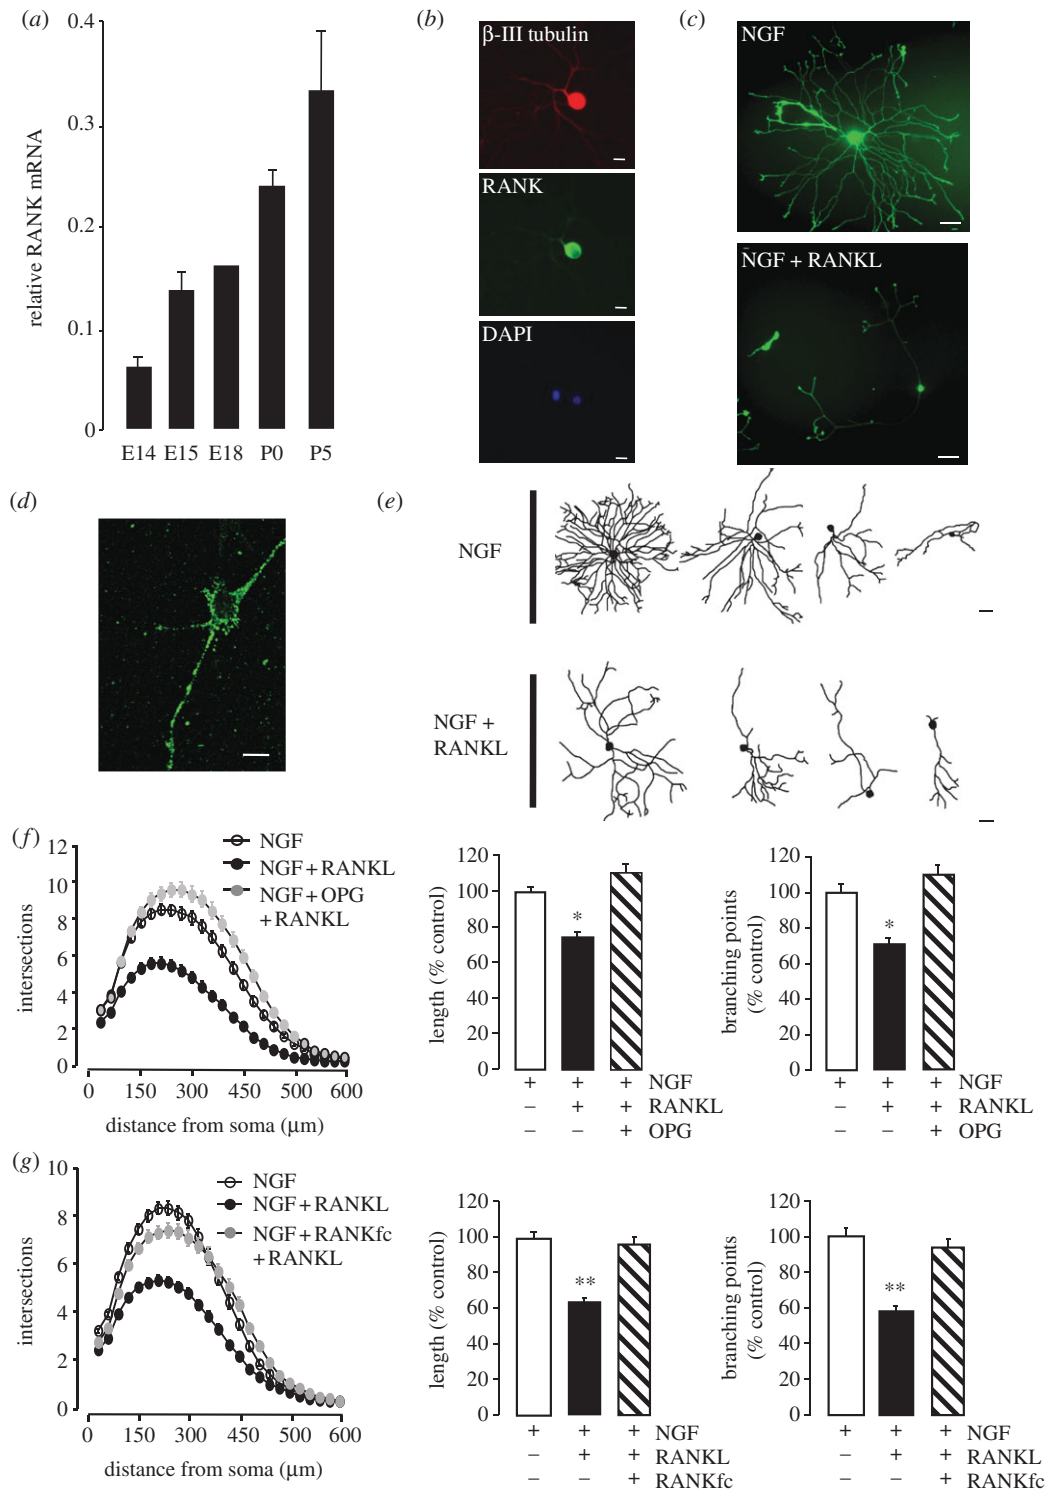 (a)
0.4
0.3
0.2
0.1
0
relative RANK mRNA
E14 E15 E18 P0 P5
(b)
β-III tubulin
RANK
DAPI
(c)
NGF
NGF + RANKL
(d)
(e)
NGF
NGF +
RANKL
(f)
12
10
8
6
4
2
0
intersections
0 150 300 450 500 600
distance from soma (µm)
NGF
NGF+RANKL
NGF+OPG
+RANKL
120
100
80
60
40
20
0
length (% control)
*
+ + + NGF
– + + RANKL
– – + OPG
120
100
80
60
40
20
0
branching points
(% control)
*
+ + + NGF
– + + RANKL
– – + OPG
(g)
10
8
6
4
2
0
intersections
0 150 300 450 500 600
distance from soma (µm)
NGF
NGF+RANKL
NGF+RANKfc
+RANKL
120
100
80
60
40
20
0
length (% control)
**
+ + + NGF
– + + RANKL
– – + RANKfc
120
100
80
60
40
20
0
branching points
(% control)
**
+ + + NGF
– + + RANKL
– – + RANKfc